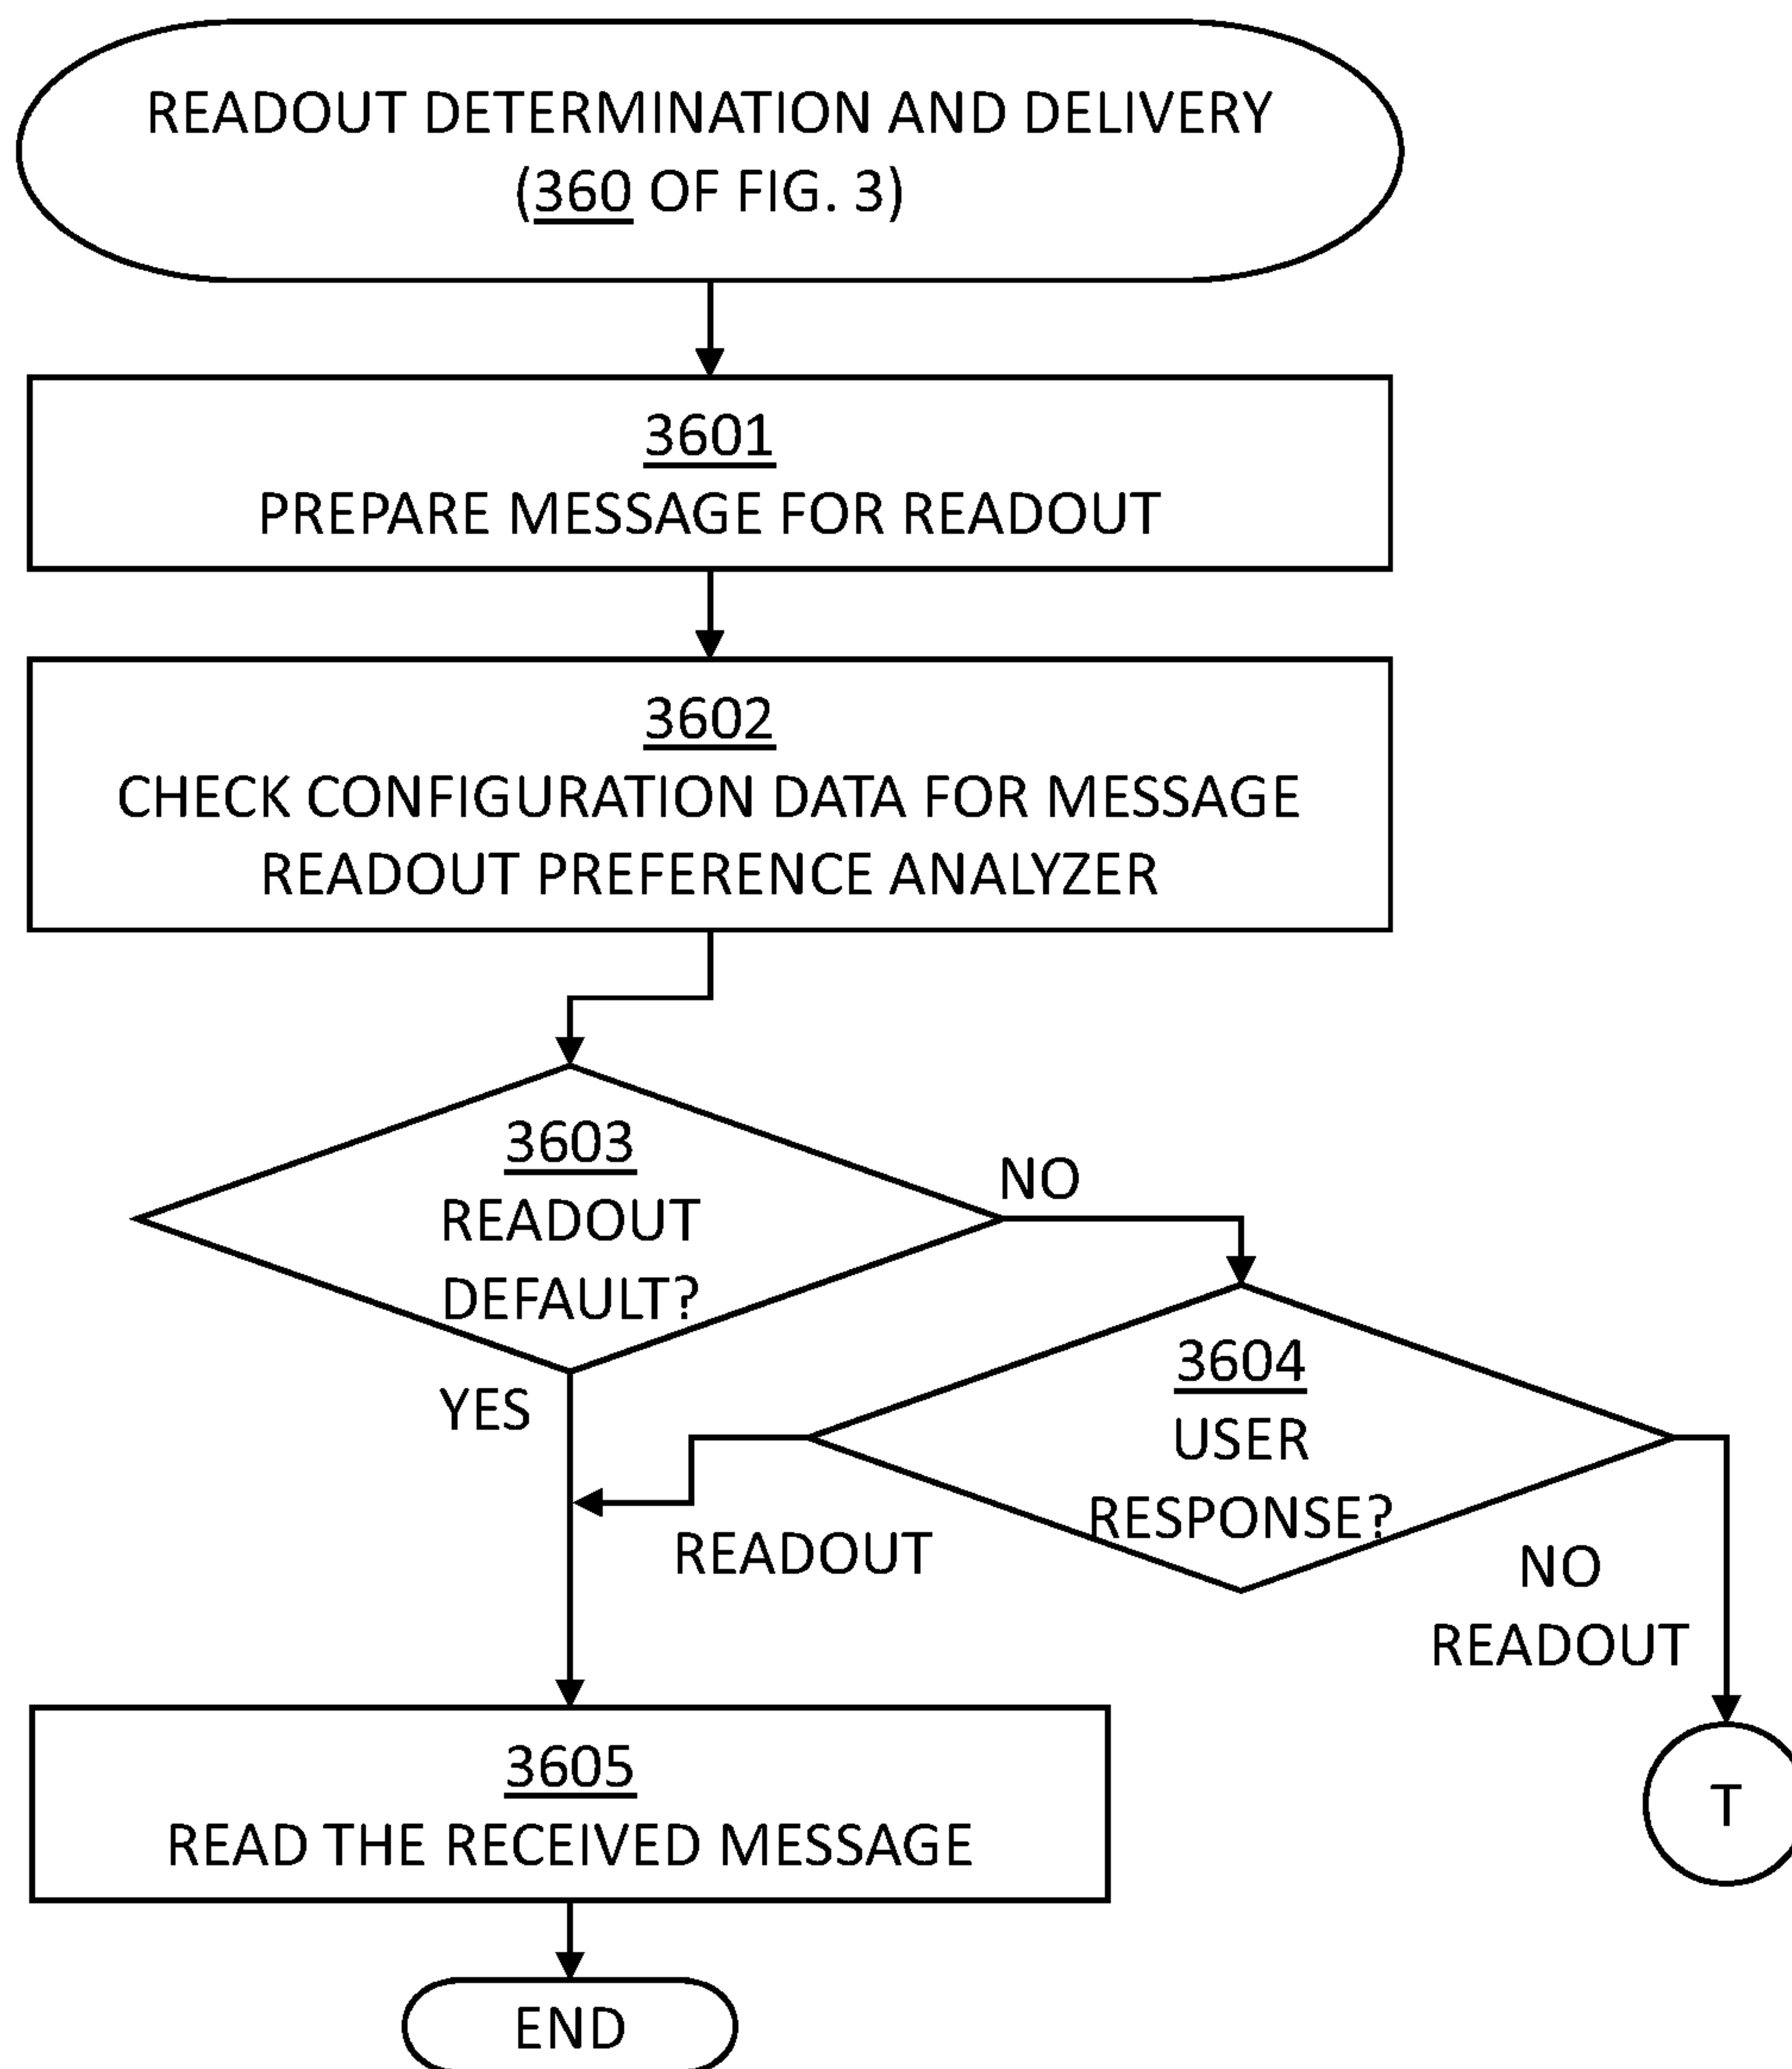 READOUT DETERMINATION AND DELIVERY
(360 OF FIG. 3)
3601
PREPARE MESSAGE FOR READOUT
3602
CHECK CONFIGURATION DATA FOR MESSAGE
READOUT PREFERENCE ANALYZER
3603
READOUT
DEFAULT?
NO
YES
3604
USER
RESPONSE?
READOUT
NO
READOUT
3605
READ THE RECEIVED MESSAGE
T
END